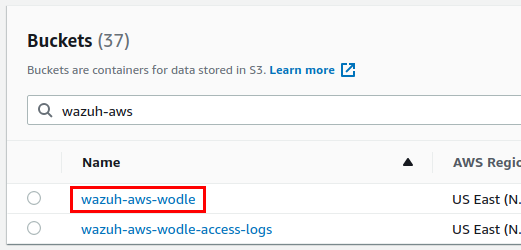 Buckets (37)
Buckets are containers for data stored in S3. Learn more
wazuh-aws
Name AWS Regio
wazuh-aws-wodle US East (N.
wazuh-aws-wodle-access-logs US East (N.